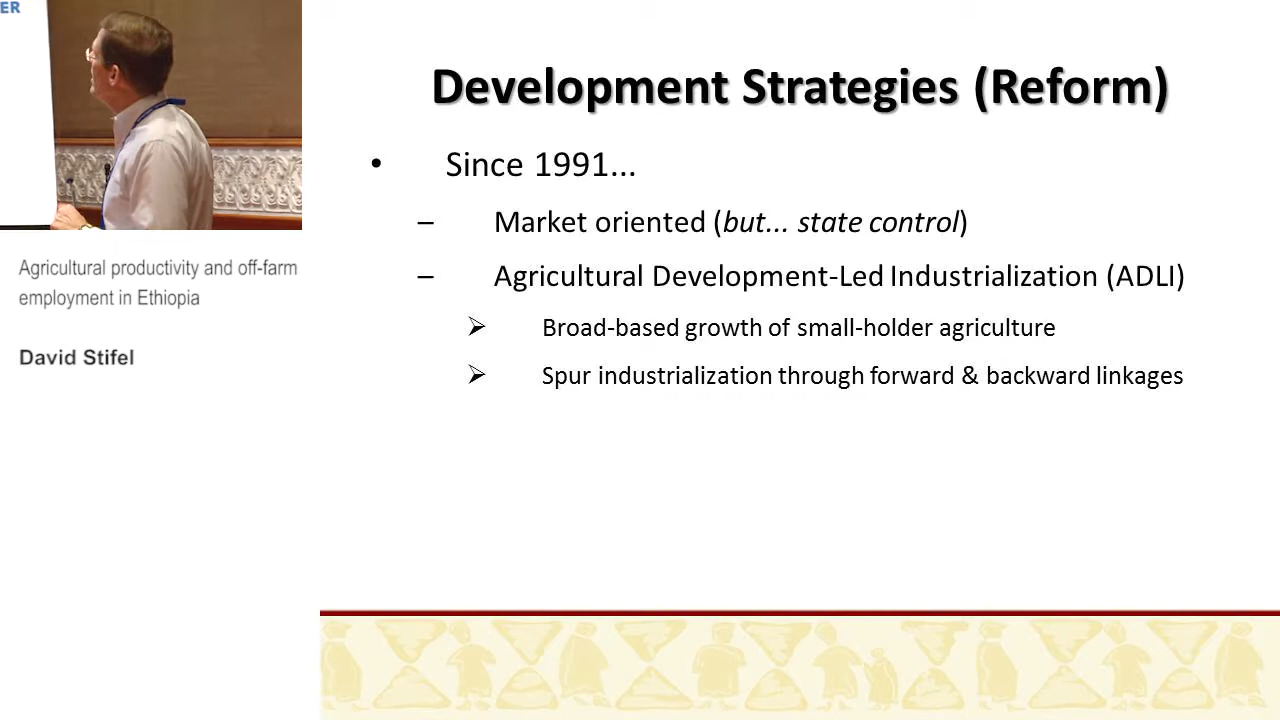 ER
Agricultural productivity and off-farm
employment in Ethiopia
David Stifel
Development Strategies (Reform)
• Since 1991...
– Market oriented (but... state control)
– Agricultural Development-Led Industrialization (ADLI)
➢ Broad-based growth of small-holder agriculture
➢ Spur industrialization through forward & backward linkages